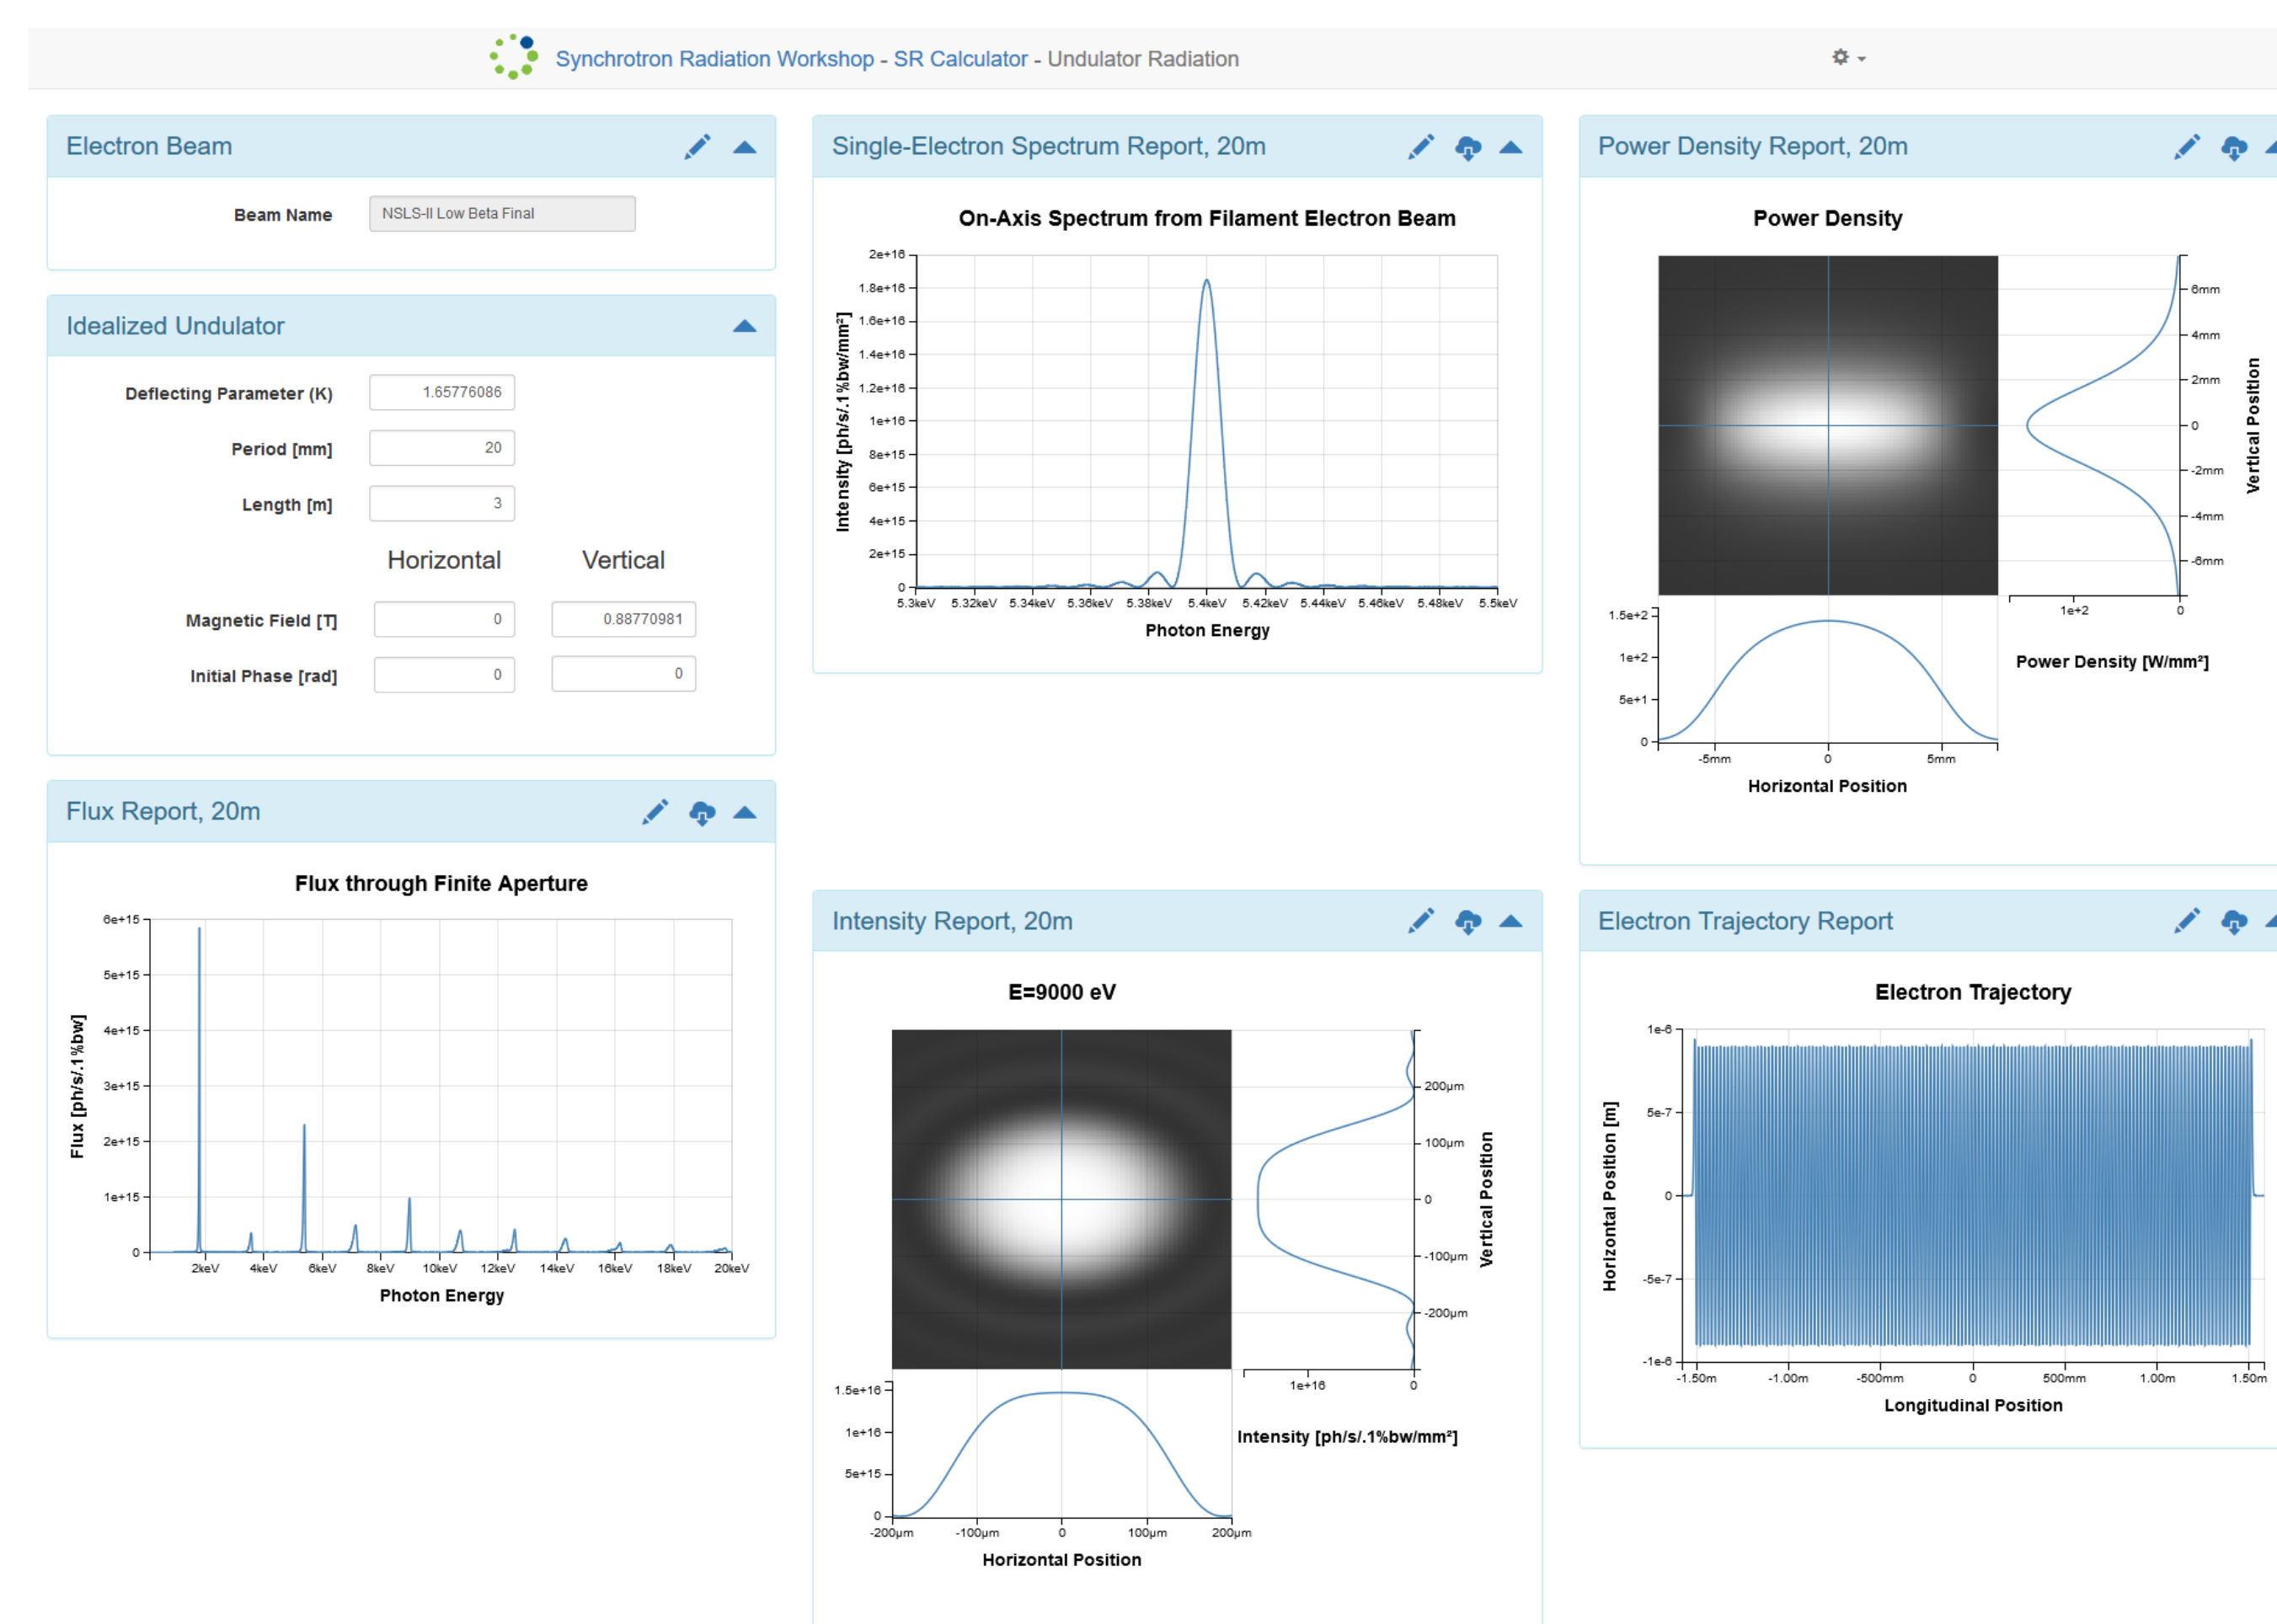 Synchrotron Radiation Workshop - SR Calculator - Undulator Radiation
Electron Beam
Beam Name NSLS-II Low Beta Final
Idealized Undulator
Deflecting Parameter (K) 1.65776086
Period [mm] 20
Length [m] 3
Horizontal Vertical
Magnetic Field [T] 0 0.88770981
Initial Phase [rad] 0 0
Flux Report, 20m
Flux through Finite Aperture
6e+15
5e+15
4e+15
3e+15
2e+15
1e+15
0
Flux [ph/s/.1%bw]
2keV 4keV 6keV 8keV 10keV 12keV 14keV 16keV 18keV 20keV
Photon Energy
Single-Electron Spectrum Report, 20m
On-Axis Spectrum from Filament Electron Beam
2e+16
1.8e+16
1.6e+16
1.4e+16
1.2e+16
1e+16
8e+15
6e+15
4e+15
2e+15
0
Intensity [ph/s/.1%bw/mm²]
5.3keV 5.32keV 5.34keV 5.36keV 5.38keV 5.4keV 5.42keV 5.44keV 5.46keV 5.48keV 5.5keV
Photon Energy
Intensity Report, 20m
E=9000 eV
200µm
100µm
0
-100µm
-200µm
Vertical Position
1e+16 0
Intensity [ph/s/.1%bw/mm²]
1.5e+16
1e+16
5e+15
0
-200µm -100µm 0 100µm 200µm
Horizontal Position
Power Density Report, 20m
Power Density
6mm
4mm
2mm
0
-2mm
-4mm
-6mm
Vertical Position
1e+2 0
Power Density [W/mm²]
1.5e+2
1e+2
5e+1
0
-5mm 0 5mm
Horizontal Position
Electron Trajectory Report
Electron Trajectory
1e-6
5e-7
0
-5e-7
-1e-6
Horizontal Position [m]
-1.50m -1.00m -500mm 0 500mm 1.00m 1.50m
Longitudinal Position